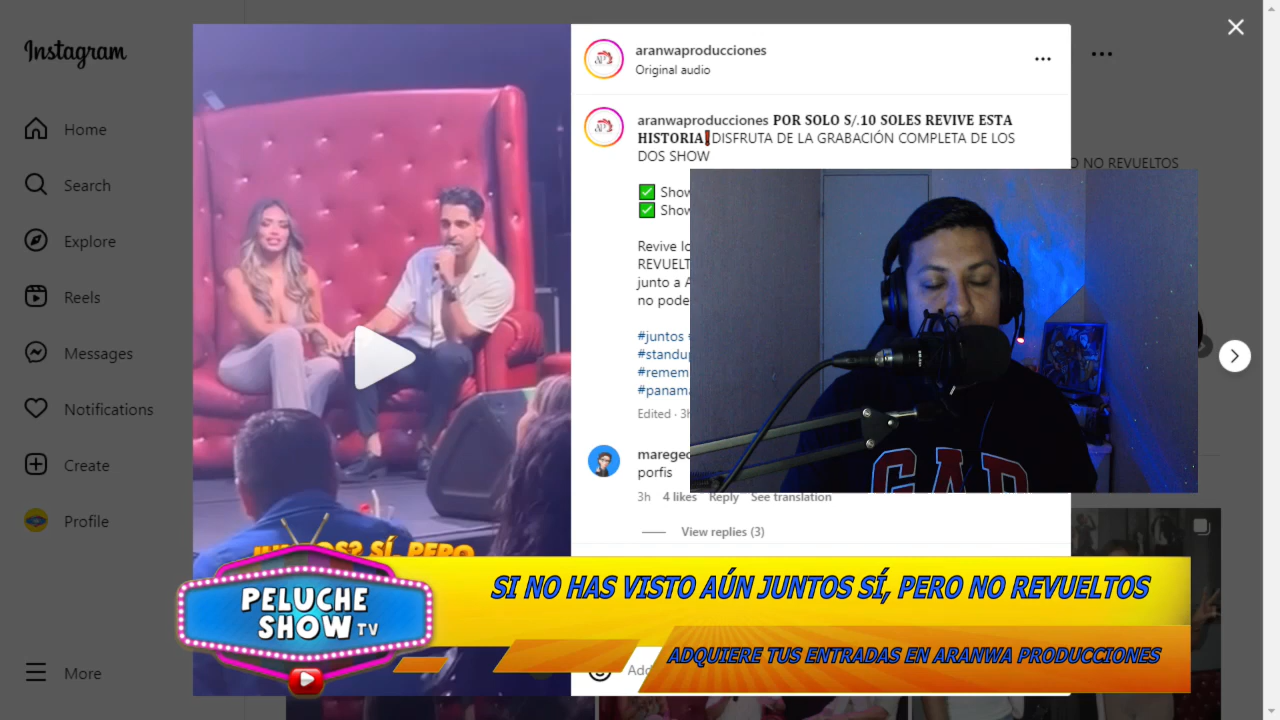 Instagram
Home
Search
Explore
Reels
Messages
Notifications
Create
Profile
More
aranwaproducciones
Original audio
aranwaproducciones POR SOLO S/.10 SOLES REVIVE ESTA
HISTORIA❗DISFRUTA DE LA GRABACIÓN COMPLETA DE LOS
DOS SHOW
✅ Show
✅ Show
Revive lo
REVUELT
junto a A
no pode
#juntos
#standu
#remem
#panam
Edited · 3h
porfis
3h 4 likes Reply See translation
View replies (3)
O NO REVUELTOS
GAP
JUNTOS? SÍ, PERO
PELUCHE
SHOW TV
SI NO HAS VISTO AÚN JUNTOS SÍ, PERO NO REVUELTOS
ADQUIERE TUS ENTRADAS EN ARANWA PRODUCCIONES
Add